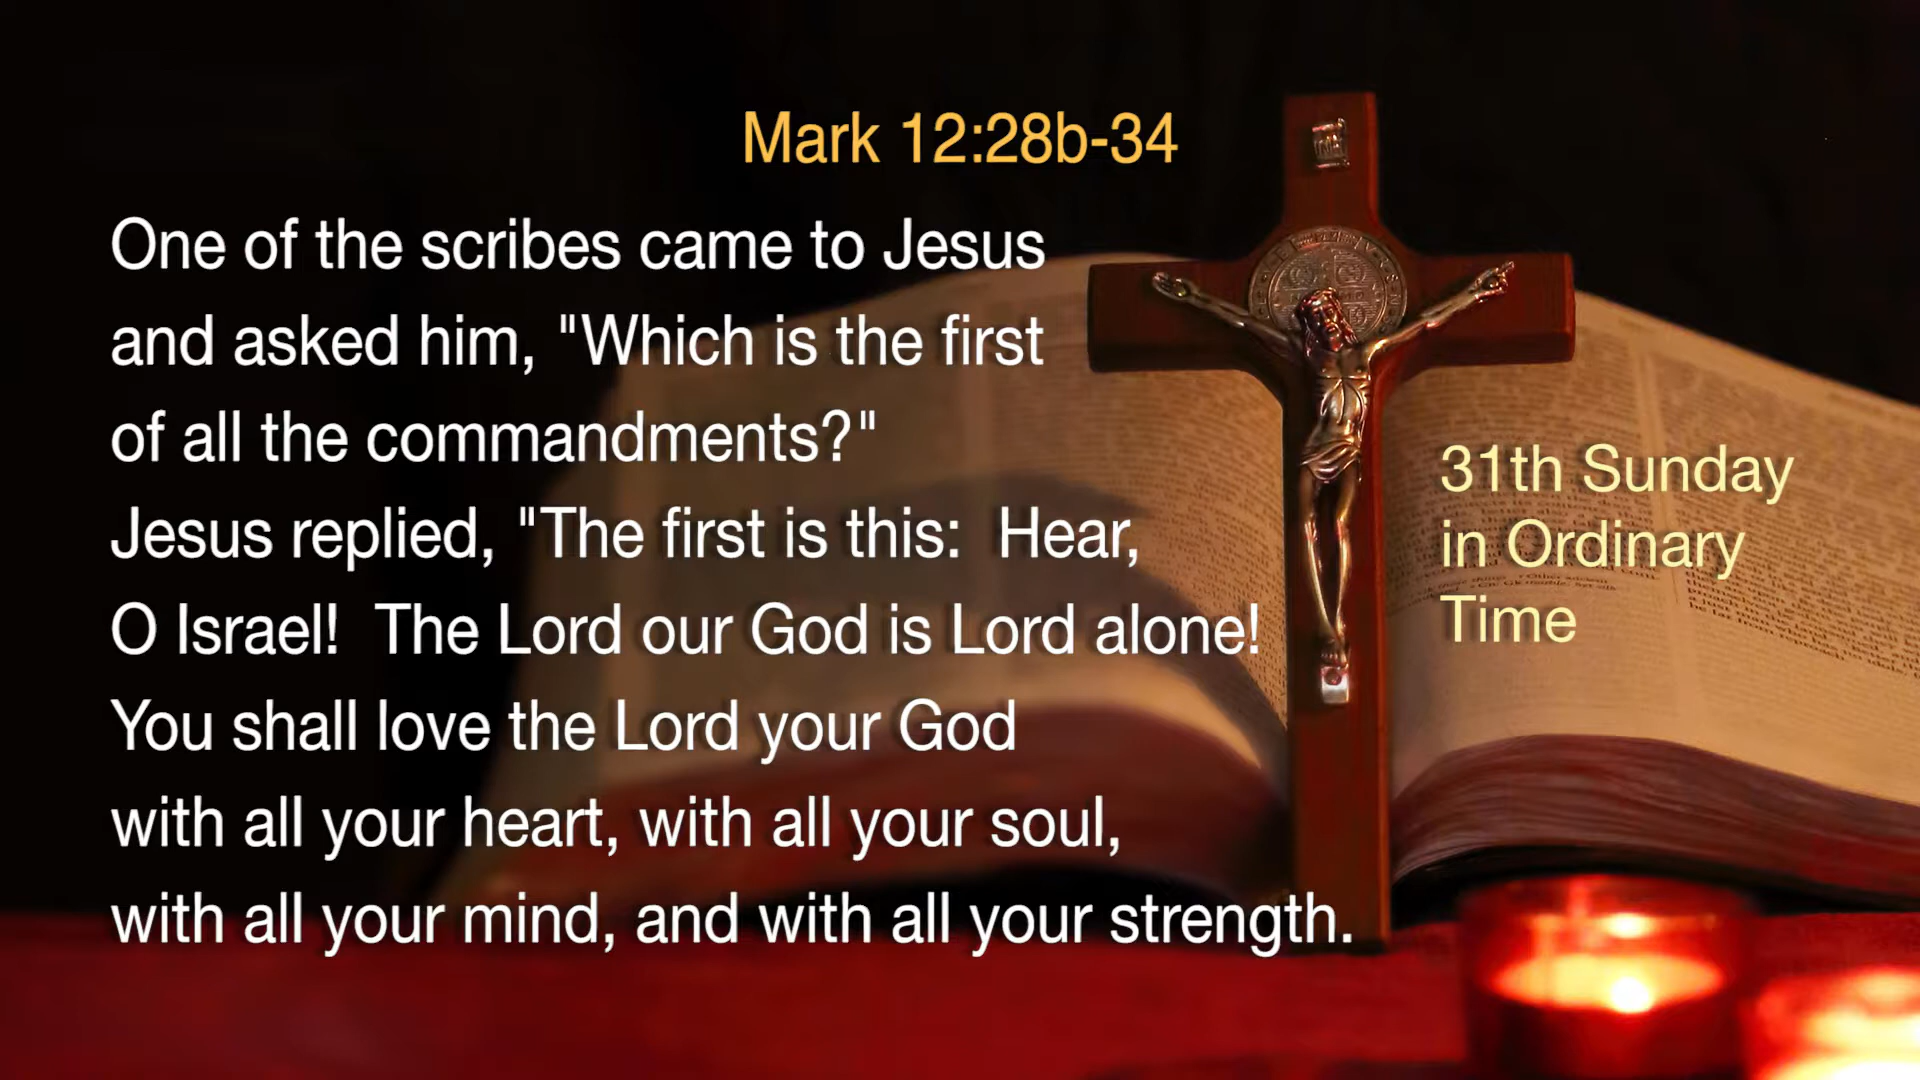 Mark 12:28b-34
One of the scribes came to Jesus
and asked him, "Which is the first
of all the commandments?"
Jesus replied, "The first is this:  Hear,
O Israel!  The Lord our God is Lord alone!
You shall love the Lord your God
with all your heart, with all your soul,
with all your mind, and with all your strength.
31th Sunday
in Ordinary
Time